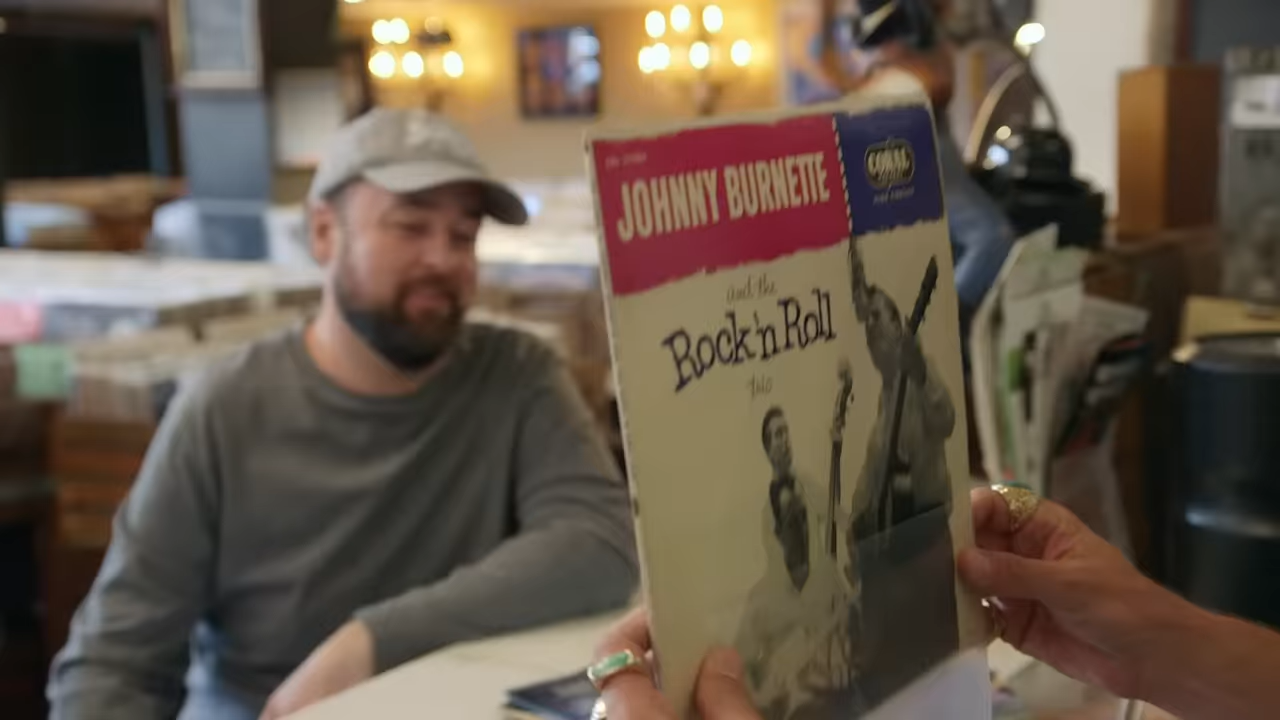 JOHNNY BURNETTE
CORAL
and the
Rock'n Roll
trio